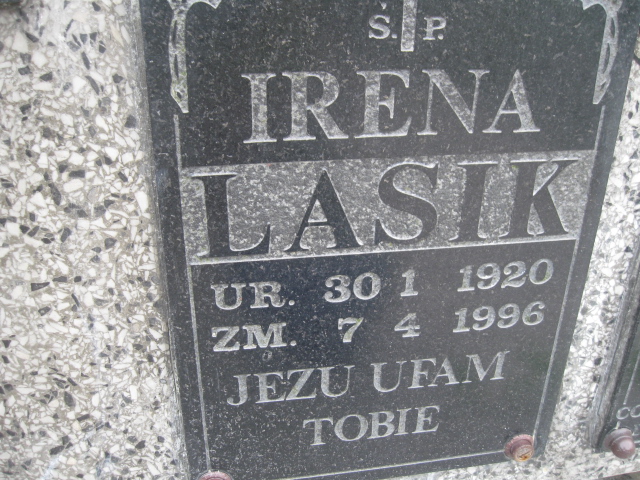 Ś. P.
IRENA
LASIK
UR. 30 1 1920
ZM. 7 4 1996
JEZU UFAM
TOBIE